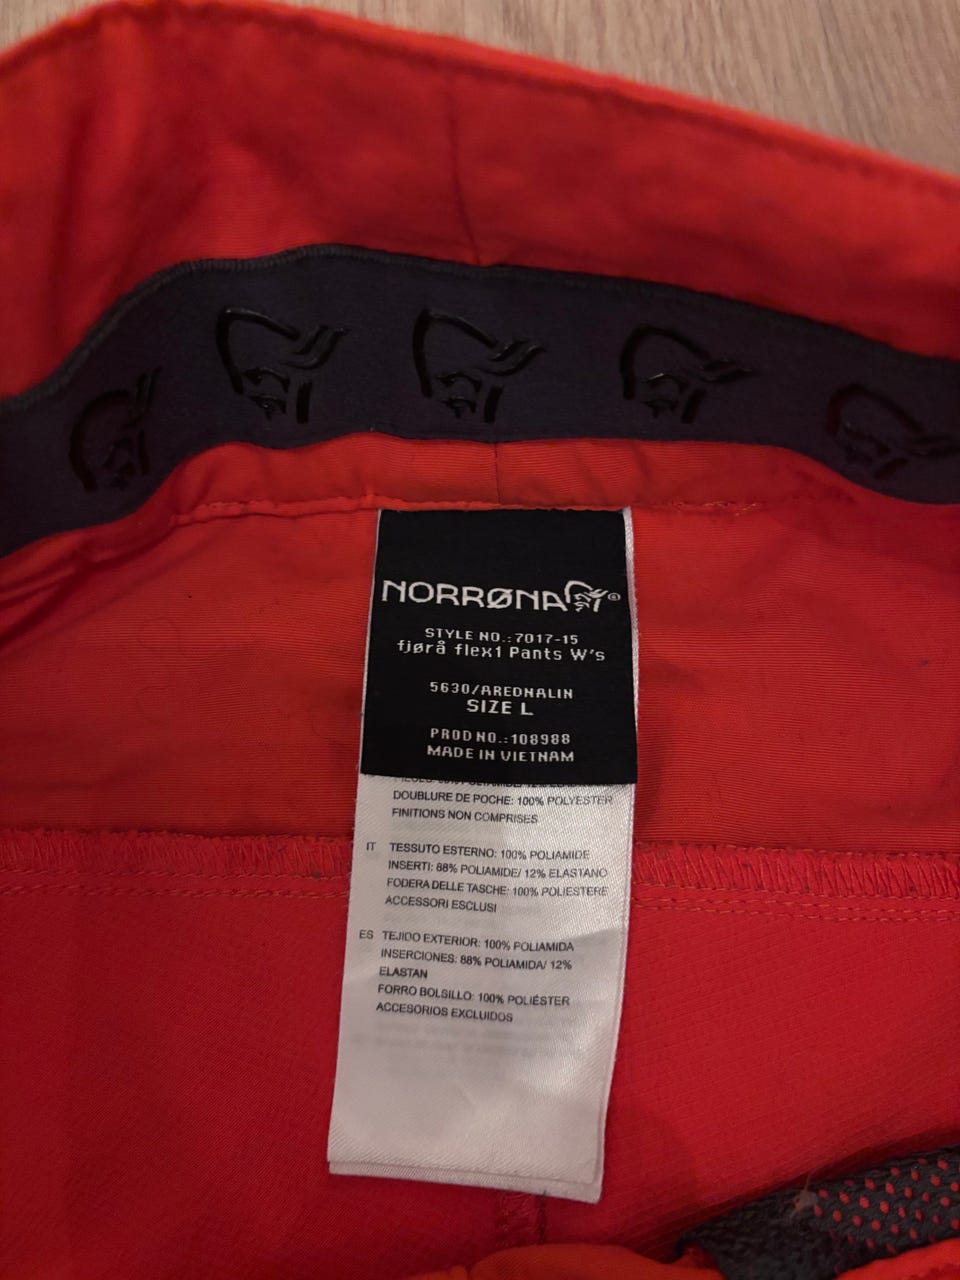 NORRØNA®
STYLE NO.:7017-15
fjørå flex1 Pants W's
5630/AREDNALIN
SIZE L
PROD NO.:108988
MADE IN VIETNAM
DOUBLURE DE POCHE: 100% POLYESTER
FINITIONS NON COMPRISES
IT TESSUTO ESTERNO: 100% POLIAMIDE
INSERTI: 88% POLIAMIDE/ 12% ELASTANO
FODERA DELLE TASCHE: 100% POLIESTERE
ACCESSORI ESCLUSI
ES TEJIDO EXTERIOR: 100% POLIAMIDA
INSERCIONES: 88% POLIAMIDA/ 12%
ELASTAN
FORRO BOLSILLO: 100% POLIÉSTER
ACCESORIOS EXCLUIDOS